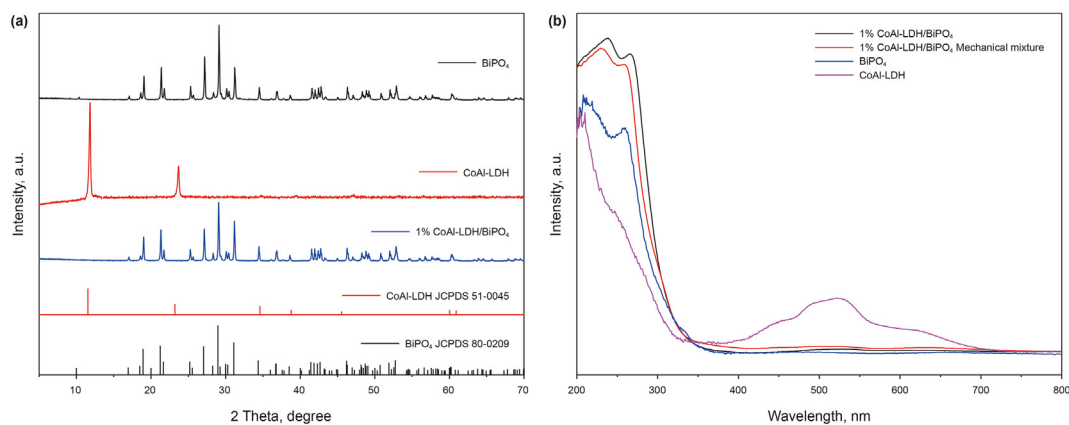 (a)
BiPO₄
CoAl-LDH
1% CoAl-LDH/BiPO₄
CoAl-LDH JCPDS 51-0045
BiPO₄ JCPDS 80-0209
Intensity, a.u.
10 20 30 40 50 60 70
2 Theta, degree
(b)
1% CoAl-LDH/BiPO₄
1% CoAl-LDH/BiPO₄ Mechanical mixture
BiPO₄
CoAl-LDH
Intensity, a.u.
200 300 400 500 600 700 800
Wavelength, nm